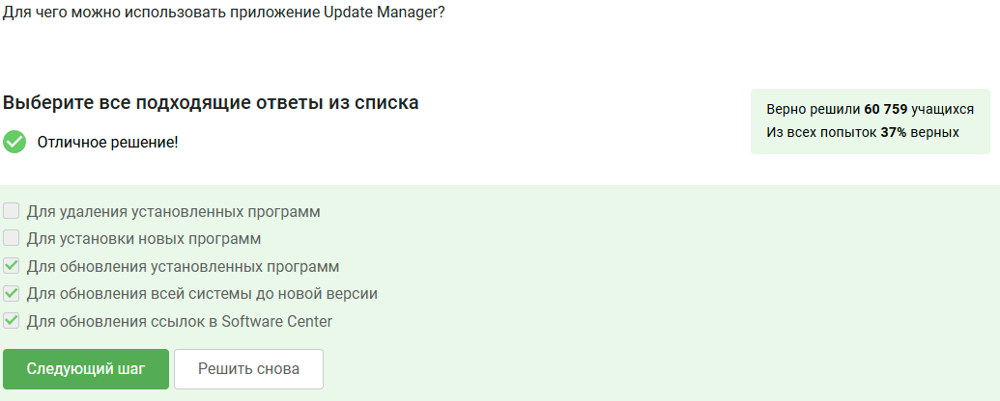 Для чего можно использовать приложение Update Manager?
Выберите все подходящие ответы из списка
Верно решили 60 759 учащихся
Из всех попыток 37% верных
Отличное решение!
Для удаления установленных программ
Для установки новых программ
Для обновления установленных программ
Для обновления всей системы до новой версии
Для обновления ссылок в Software Center
Следующий шаг
Решить снова